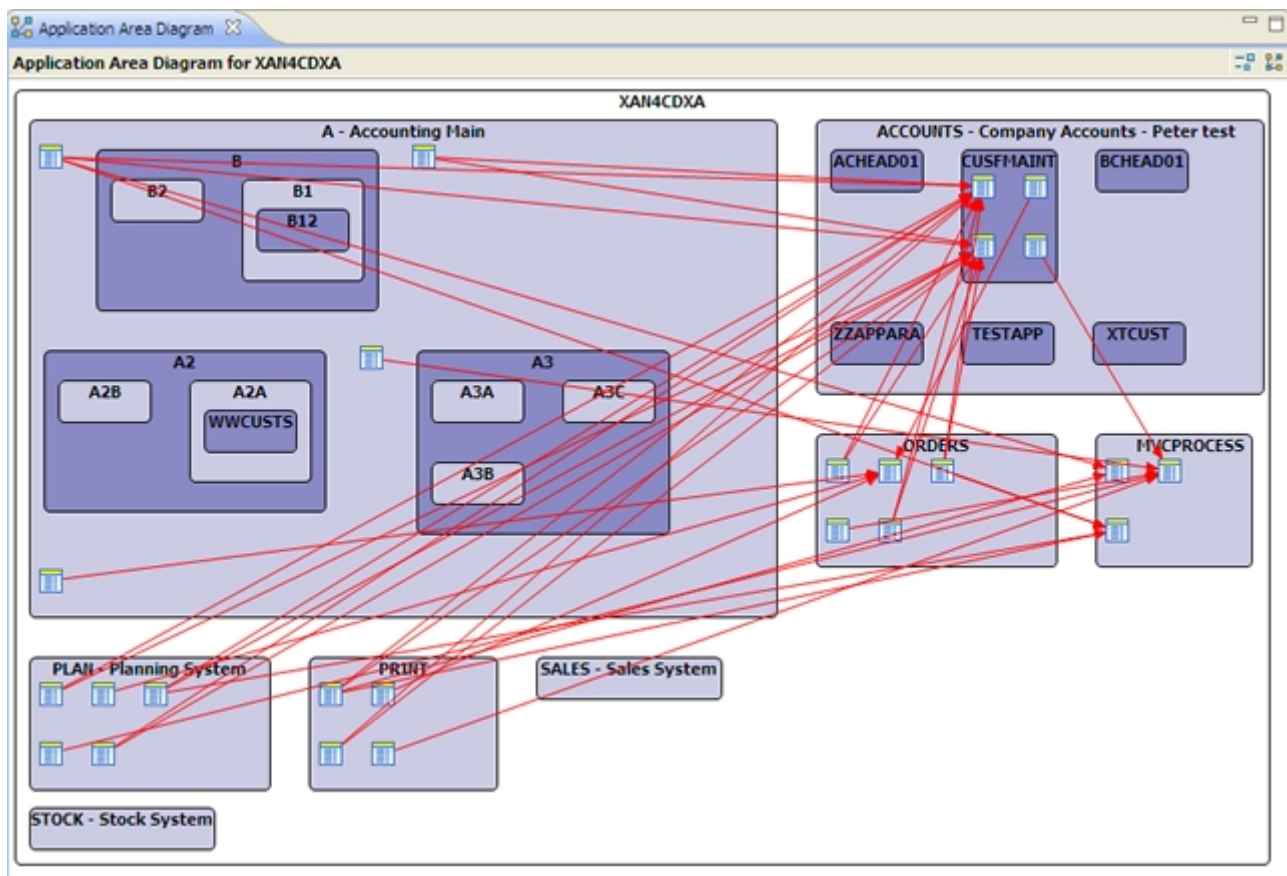 Application Area Diagram
Application Area Diagram for XAN4CDXA
XAN4CDXA
A - Accounting Main
B
B2
B1
B12
A2
A2B
A2A
WWCUSTS
A3
A3A
A3C
A3B
ACCOUNTS - Company Accounts - Peter test
ACHEAD01
CUSFMAINT
BCHEAD01
ZZAPPARA
TESTAPP
XTCUST
ORDERS
MVCPROCESS
PLAN - Planning System
PRINT
SALES - Sales System
STOCK - Stock System